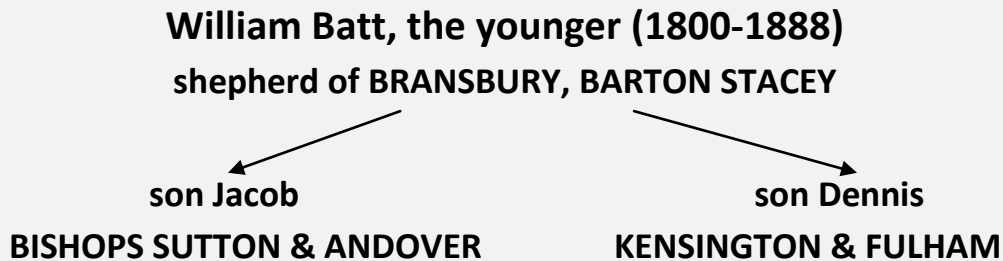 William Batt, the younger (1800-1888)
shepherd of BRANSBURY, BARTON STACEY
son Jacob
BISHOPS SUTTON & ANDOVER
son Dennis
KENSINGTON & FULHAM